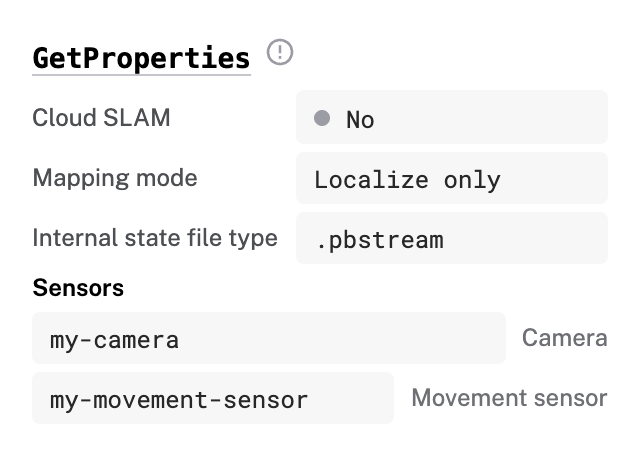 GetProperties
Cloud SLAM No
Mapping mode Localize only
Internal state file type .pbstream
Sensors
my-camera Camera
my-movement-sensor Movement sensor